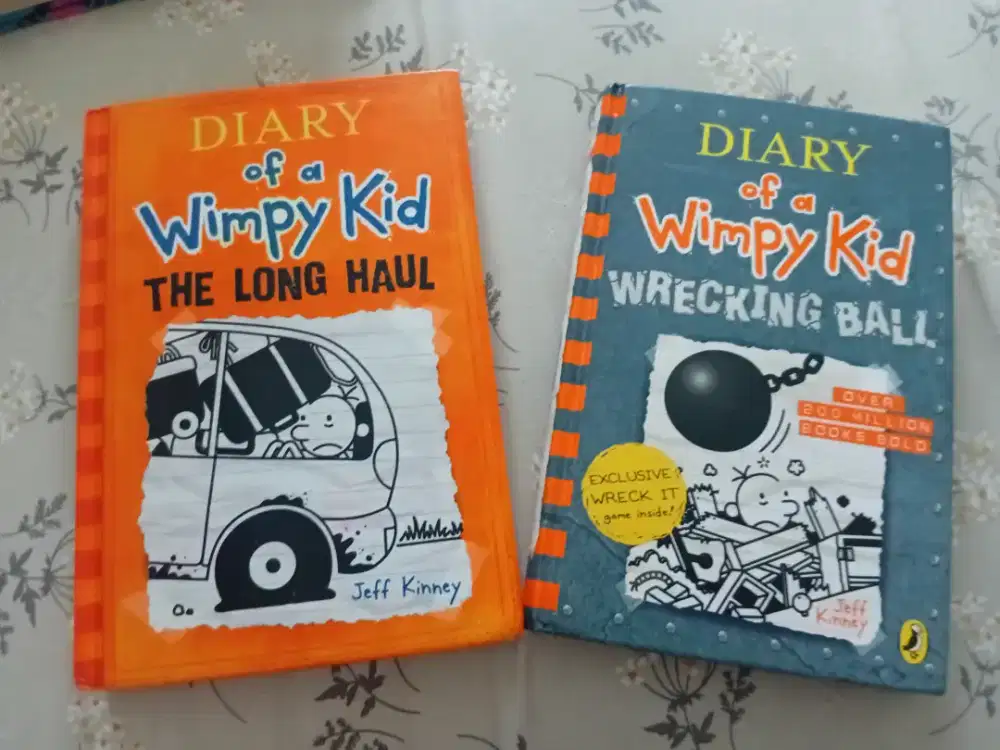 DIARY
of a
Wimpy Kid
THE LONG HAUL
Jeff Kinney
DIARY
of a
Wimpy Kid
WRECKING BALL
OVER
200 MILLION
BOOKS SOLD
EXCLUSIVE
WRECK IT
game inside!
Jeff
Kinney